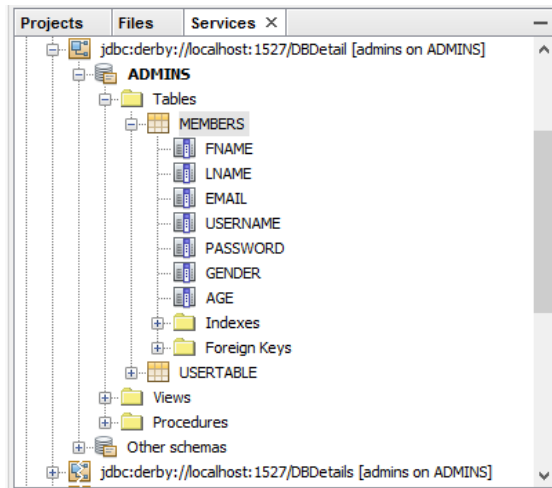 Projects Files Services ×
jdbc:derby://localhost:1527/DBDetail [admins on ADMINS]
ADMINS
Tables
MEMBERS
FNAME
LNAME
EMAIL
USERNAME
PASSWORD
GENDER
AGE
Indexes
Foreign Keys
USERTABLE
Views
Procedures
Other schemas
jdbc:derby://localhost:1527/DBDetails [admins on ADMINS]